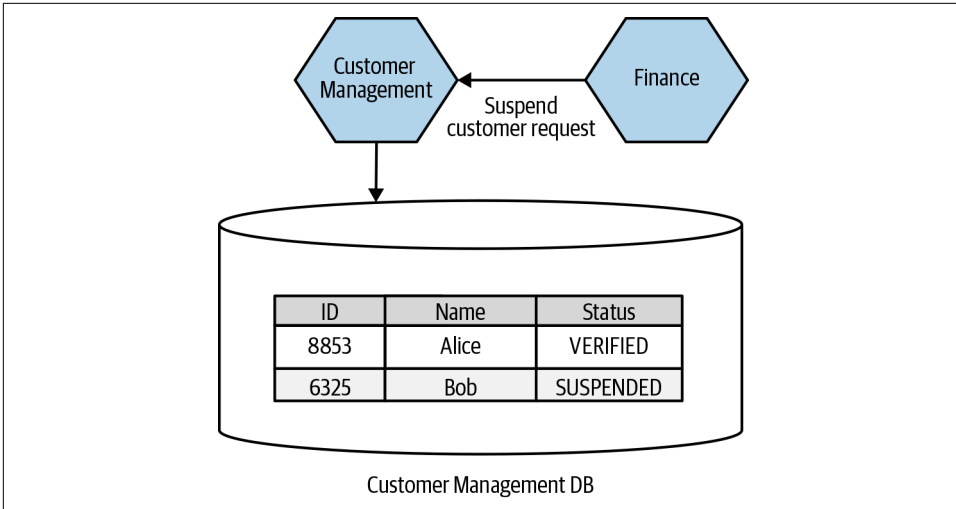 Customer
Management
Finance
Suspend
customer request
ID Name Status
8853 Alice VERIFIED
6325 Bob SUSPENDED
Customer Management DB